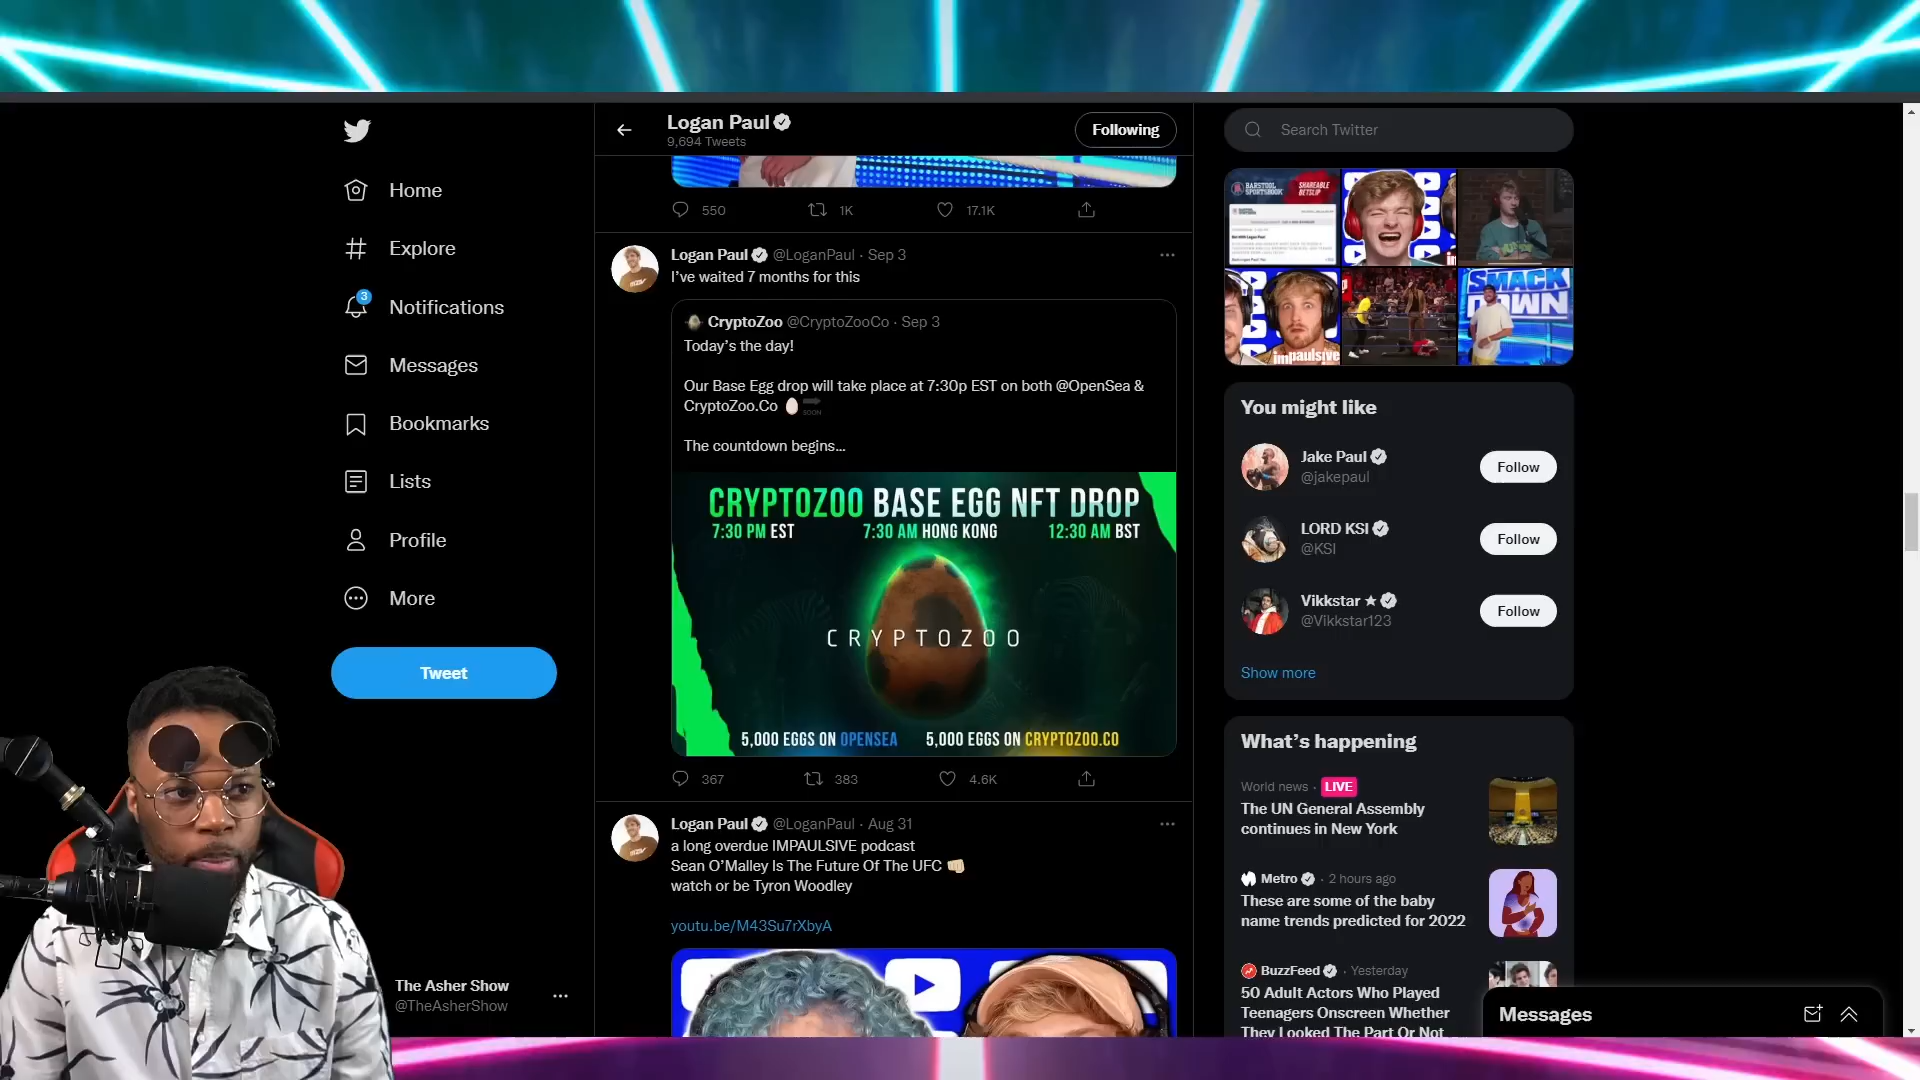 Home
Explore
3
Notifications
Messages
Bookmarks
Lists
Profile
More
Tweet
The Asher Show
@TheAsherShow
Logan Paul
9,694 Tweets
Following
550
1K
17.1K
Logan Paul @LoganPaul · Sep 3
I've waited 7 months for this
CryptoZoo @CryptoZooCo · Sep 3
Today's the day!
Our Base Egg drop will take place at 7:30p EST on both @OpenSea &
CryptoZoo.Co
SOON
The countdown begins...
CRYPTOZOO BASE EGG NFT DROP
7:30 PM EST 7:30 AM HONG KONG 12:30 AM BST
CRYPTOZOO
5,000 EGGS ON OPENSEA 5,000 EGGS ON CRYPTOZOO.CO
367
383
4.6K
Logan Paul @LoganPaul · Aug 31
a long overdue IMPAULSIVE podcast
Sean O'Malley Is The Future Of The UFC
watch or be Tyron Woodley
youtu.be/M43Su7rXbyA
Search Twitter
BARSTOOL
SPORTSBOOK
SHAREABLE
BETSLIP
impaulsive
SMACK
DOWN
You might like
Jake Paul
@jakepaul
Follow
LORD KSI
@KSI
Follow
Vikkstar ★
@Vikkstar123
Follow
Show more
What's happening
World news · LIVE
The UN General Assembly
continues in New York
Metro · 2 hours ago
These are some of the baby
name trends predicted for 2022
BuzzFeed · Yesterday
50 Adult Actors Who Played
Teenagers Onscreen Whether
They Looked The Part Or Not
Messages